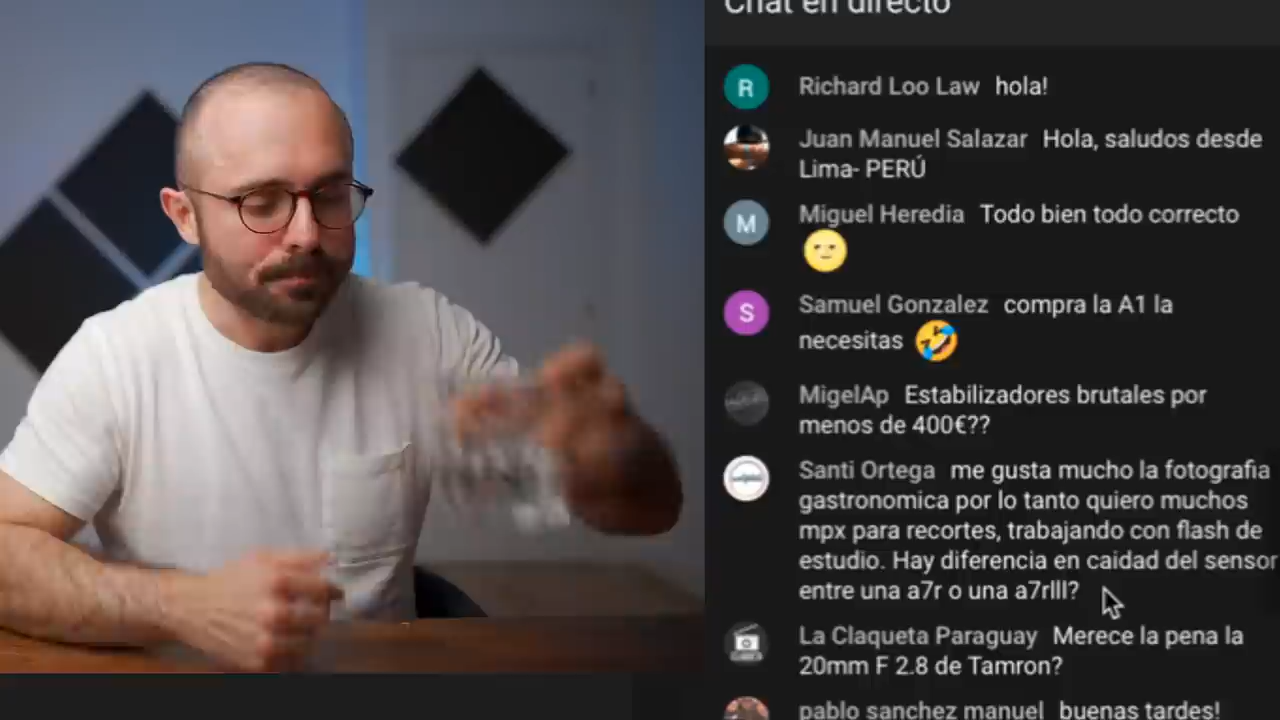 Chat en directo
R
Richard Loo Law hola!
Juan Manuel Salazar Hola, saludos desde
Lima- PERÚ
M
Miguel Heredia Todo bien todo correcto
S
Samuel Gonzalez compra la A1 la
necesitas
MigelAp Estabilizadores brutales por
menos de 400€??
Santi Ortega me gusta mucho la fotografia
gastronomica por lo tanto quiero muchos
mpx para recortes, trabajando con flash de
estudio. Hay diferencia en caidad del sensor
entre una a7r o una a7rlll?
La Claqueta Paraguay Merece la pena la
20mm F 2.8 de Tamron?
pablo sanchez manuel buenas tardes!